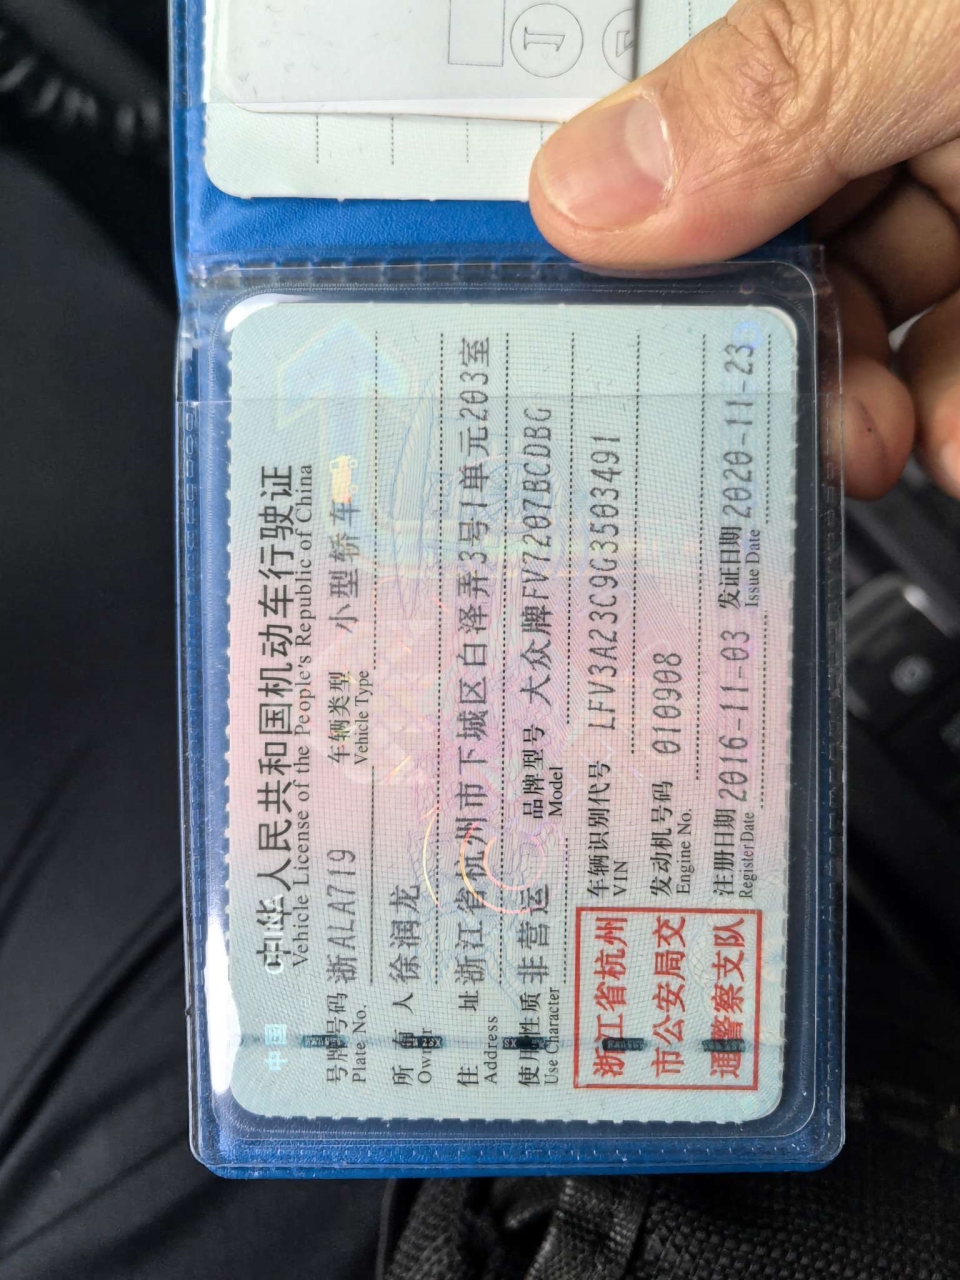 中华人民共和国机动车行驶证
Vehicle License of the People's Republic of China
号牌号码 浙ALA719 车辆类型 小型轿车
Plate No. Vehicle Type
所有人 徐润龙
Owner
住址 浙江省杭州市下城区白泽弄3号1单元203室
Address
使用性质 非营运 品牌型号 大众牌FV7207BCDBG
Use Character Model
浙江省杭州
市公安局交
通警察支队
车辆识别代号 LFV3A23C9G3503491
VIN
发动机号码 010908
Engine No.
注册日期 2016-11-03 发证日期 2020-11-23
Register Date Issue Date
中国